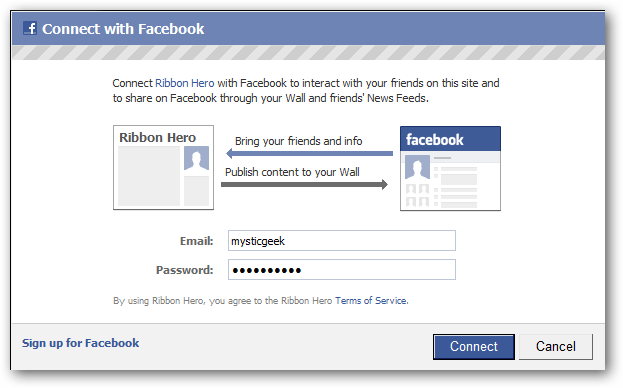 Connect with Facebook
Connect Ribbon Hero with Facebook to interact with your friends on this site and
to share on Facebook through your Wall and friends' News Feeds.
Ribbon Hero
Bring your friends and info
facebook
Publish content to your Wall
Email: mysticgeek
Password: ●●●●●●●●●●
By using Ribbon Hero, you agree to the Ribbon Hero Terms of Service.
Sign up for Facebook
Connect
Cancel